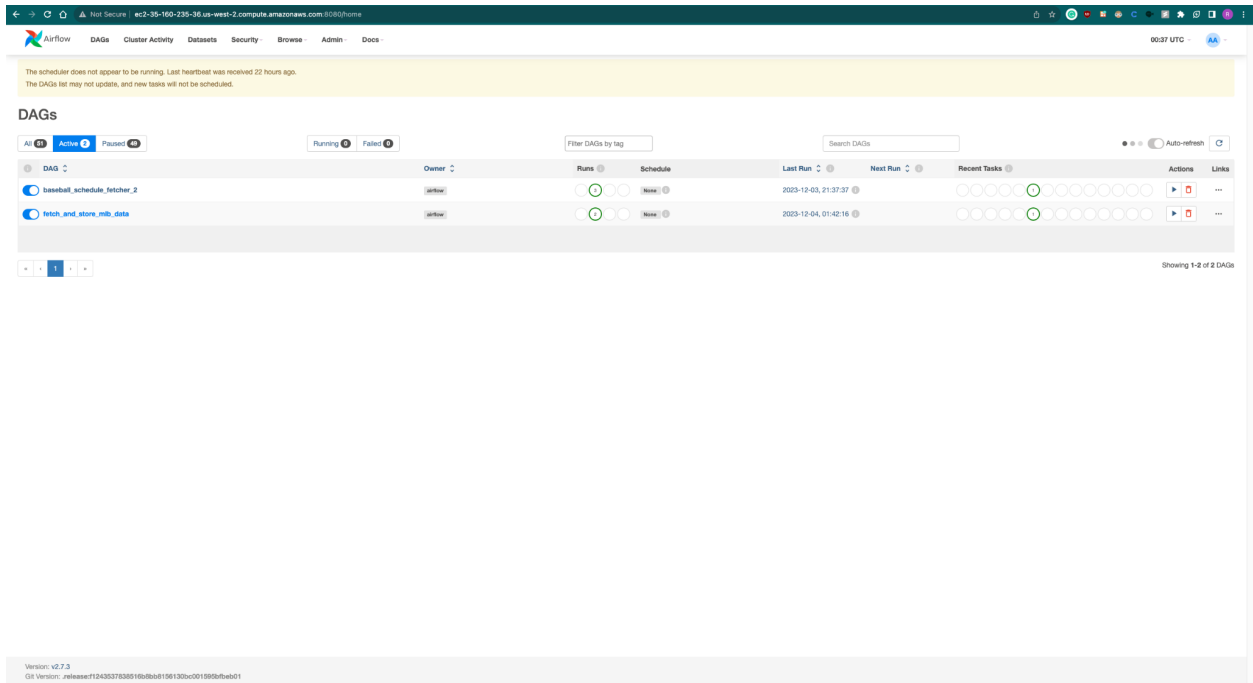 Not Secure ec2-35-160-235-36.us-west-2.compute.amazonaws.com:8080/home
Airflow DAGs Cluster Activity Datasets Security Browse Admin Docs 00:37 UTC AA
The scheduler does not appear to be running. Last heartbeat was received 22 hours ago.
The DAGs list may not update, and new tasks will not be scheduled.
DAGs
All 51 Active 2 Paused 49 Running 0 Failed 0 Filter DAGs by tag Search DAGs Auto-refresh
DAG Owner Runs Schedule Last Run Next Run Recent Tasks Actions Links
baseball_schedule_fetcher_2 airflow None 2023-12-03, 21:37:37 1
fetch_and_store_mlb_data airflow 2 None 2023-12-04, 01:42:16 1
« ‹ 1 › » Showing 1-2 of 2 DAGs
Version: v2.7.3